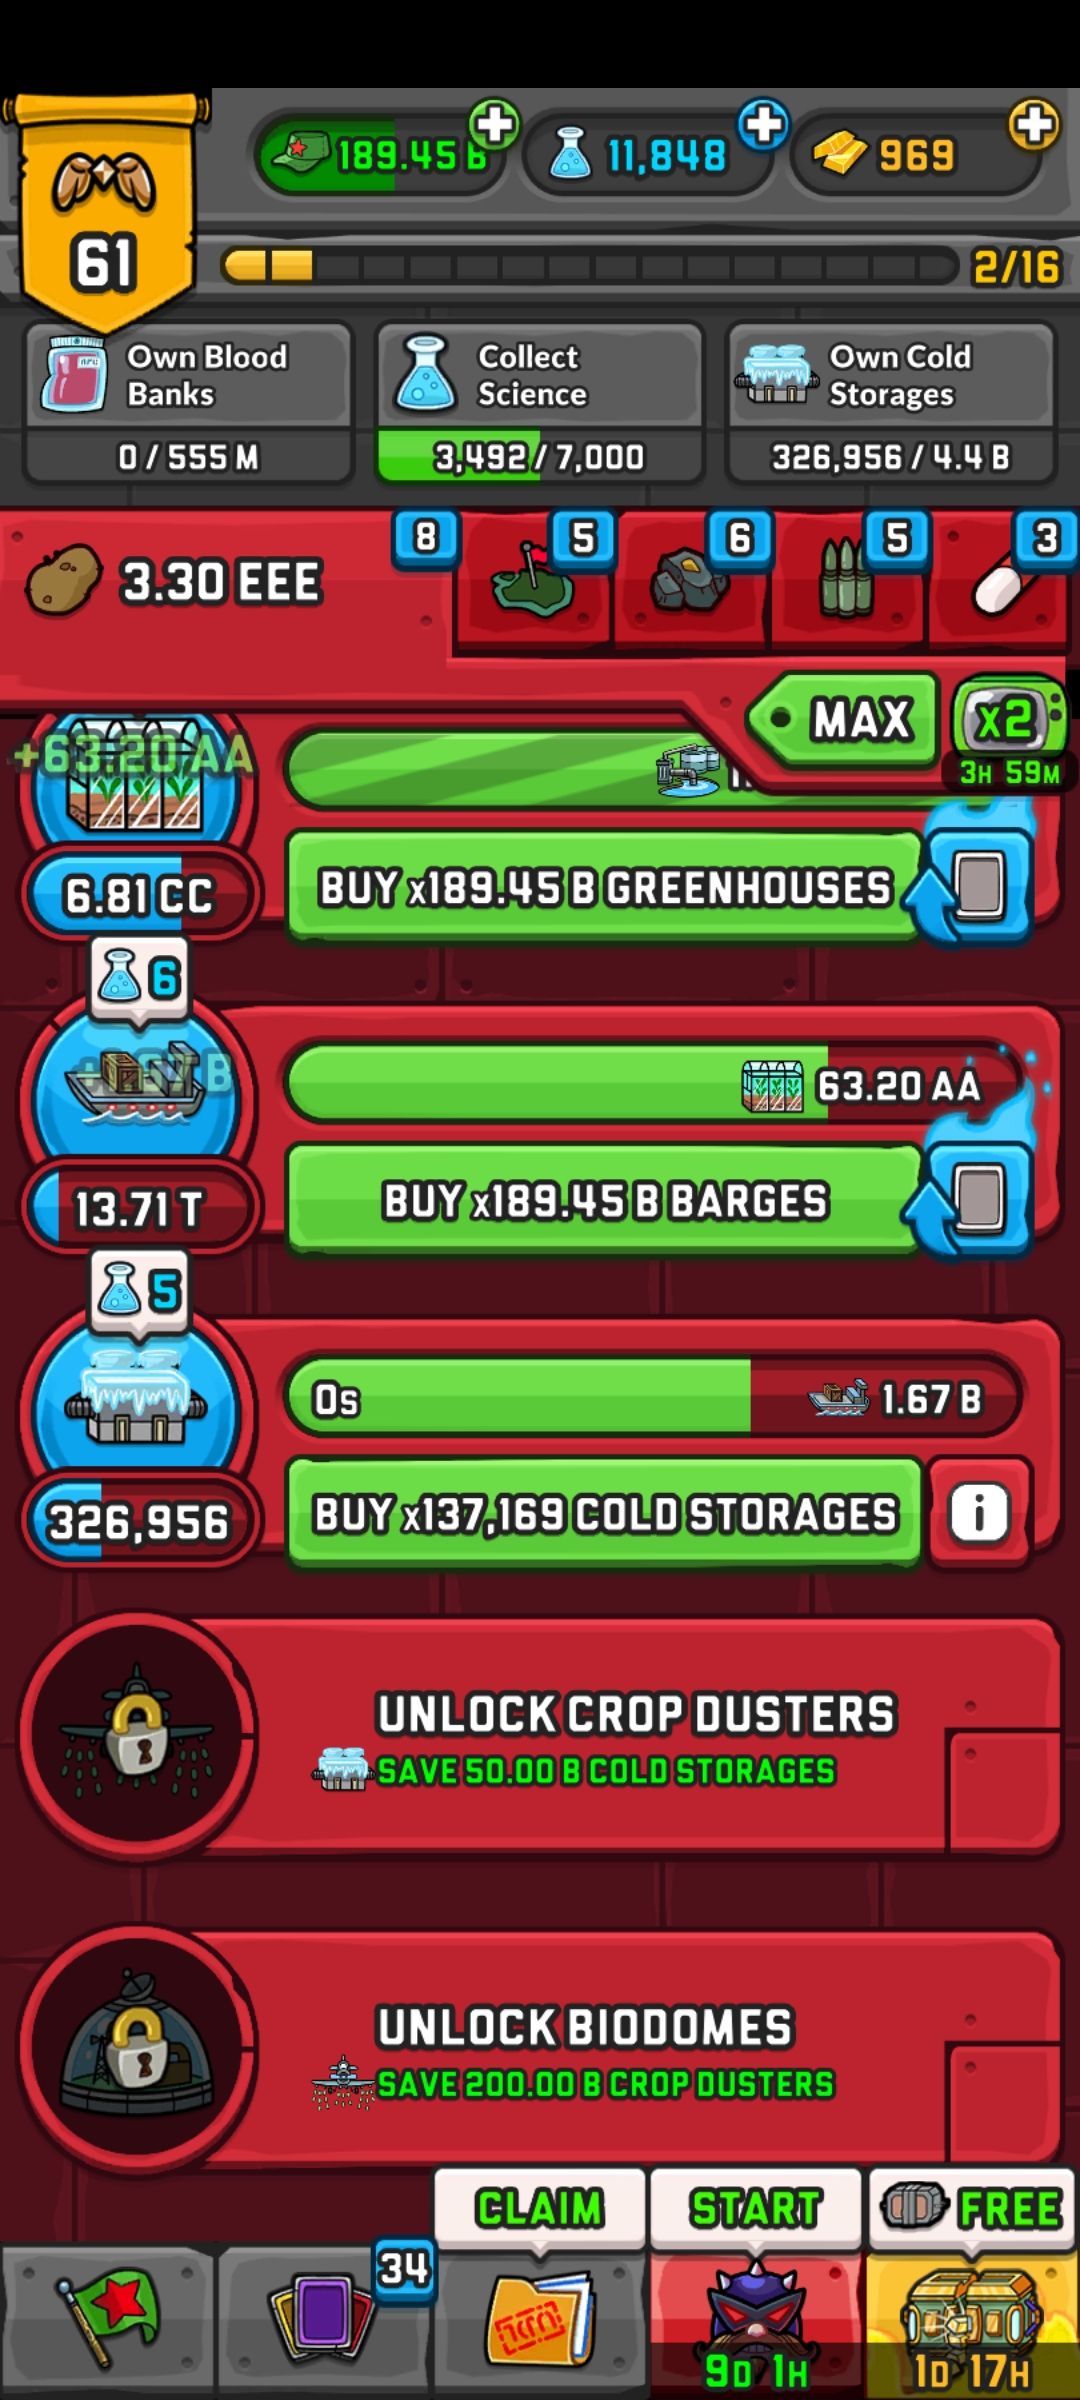 189.45 B
11,848
969
61
2/16
Own Blood Banks
0 / 555 M
Collect Science
3,492 / 7,000
Own Cold Storages
326,956 / 4.4 B
3.30 EEE
8
5
6
5
3
MAX
x2
3H 59M
+63.20 AA
6.81 CC
BUY x189.45 B GREENHOUSES
6
63.20 AA
13.71 T
BUY x189.45 B BARGES
5
0s
1.67 B
326,956
BUY x137,169 COLD STORAGES
i
UNLOCK CROP DUSTERS
SAVE 50.00 B COLD STORAGES
UNLOCK BIODOMES
SAVE 200.00 B CROP DUSTERS
CLAIM
START
FREE
34
9D 1H
1D 17H